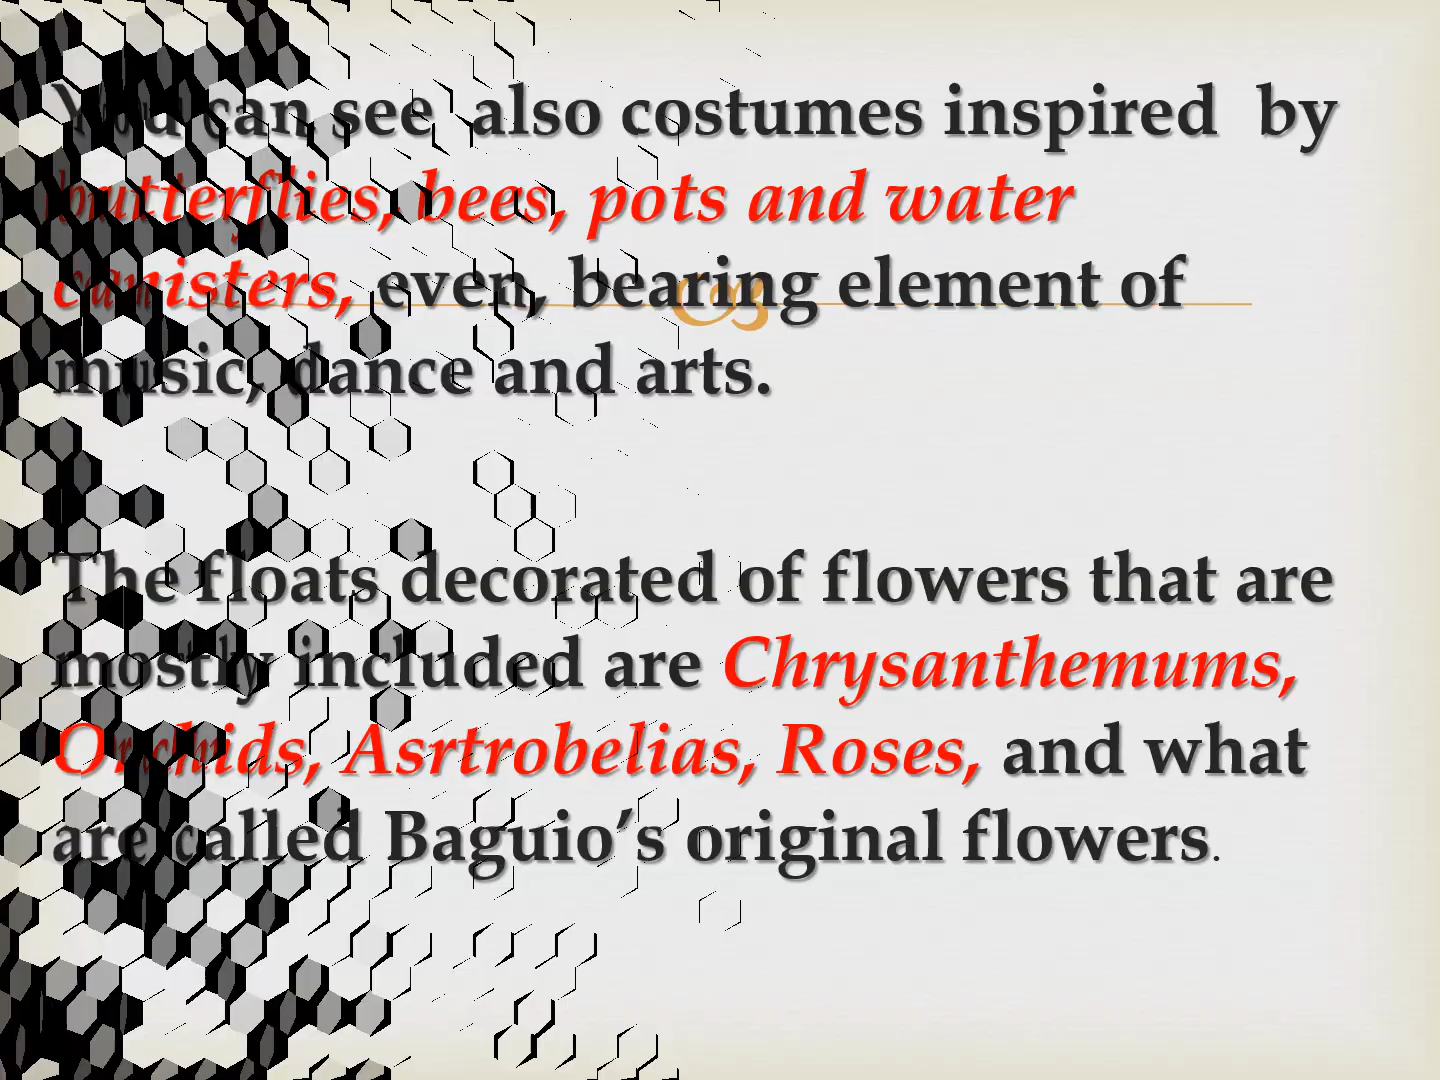 You can see also costumes inspired by
butterflies, bees, pots and water
canisters, even, bearing element of
music, dance and arts.
The floats decorated of flowers that are
mostly included are Chrysanthemums,
Orchids, Asrtrobelias, Roses, and what
are called Baguio’s original flowers.